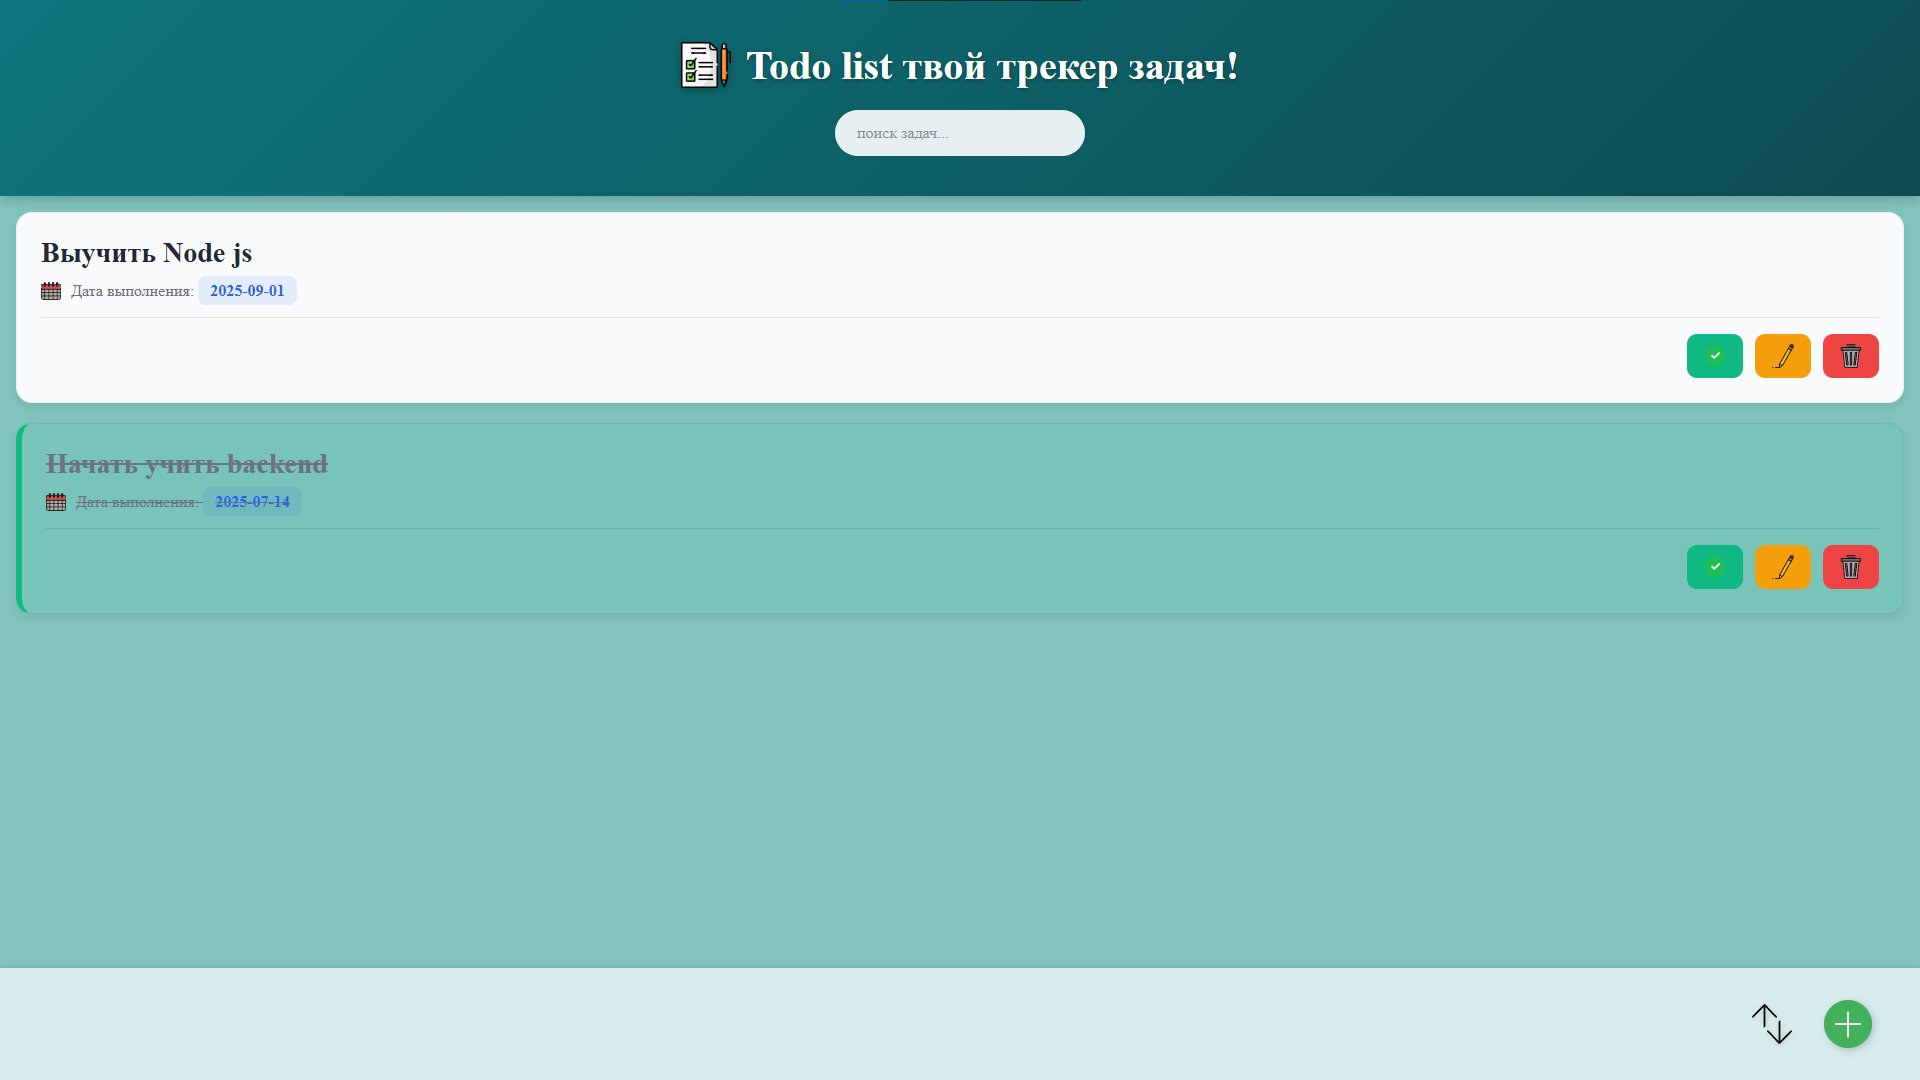 Todo list твой трекер задач!
поиск задач...
Выучить Node js
Дата выполнения: 2025-09-01
Начать учить backend
Дата выполнения: 2025-07-14